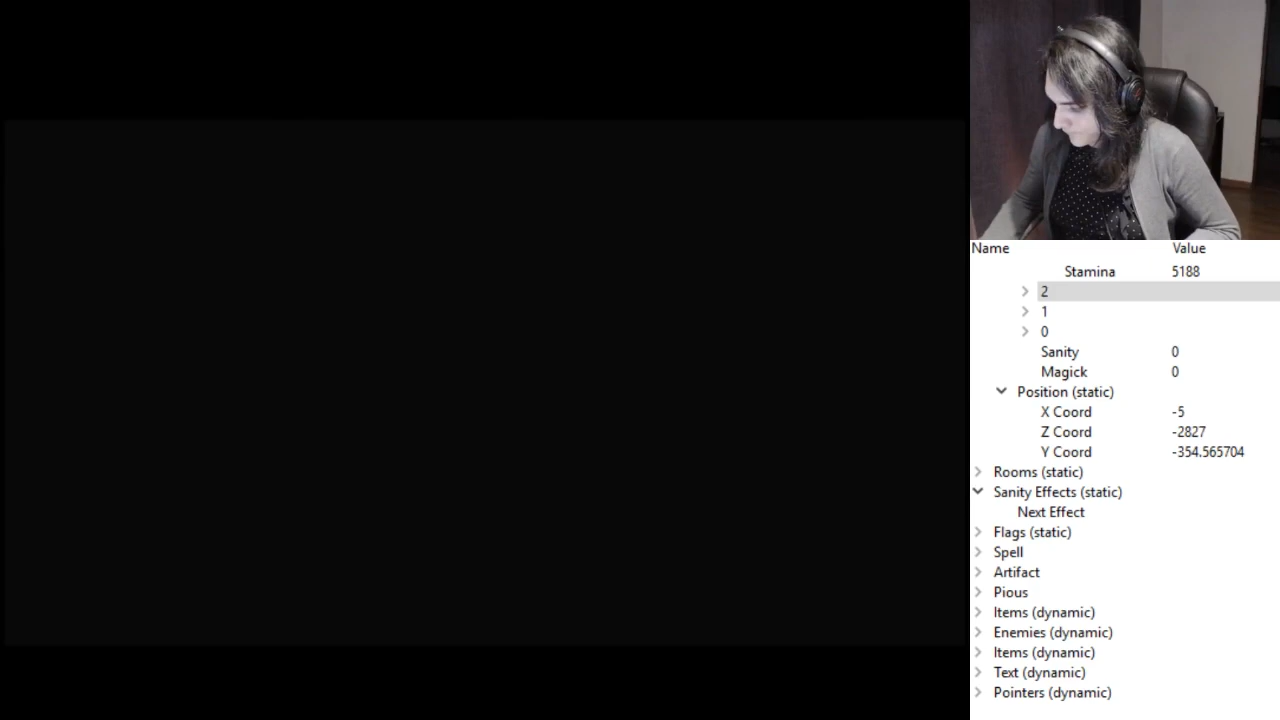 Name Value
Stamina 5188
2
1
0
Sanity 0
Magick 0
Position (static)
X Coord -5
Z Coord -2827
Y Coord -354.565704
Rooms (static)
Sanity Effects (static)
Next Effect
Flags (static)
Spell
Artifact
Pious
Items (dynamic)
Enemies (dynamic)
Items (dynamic)
Text (dynamic)
Pointers (dynamic)